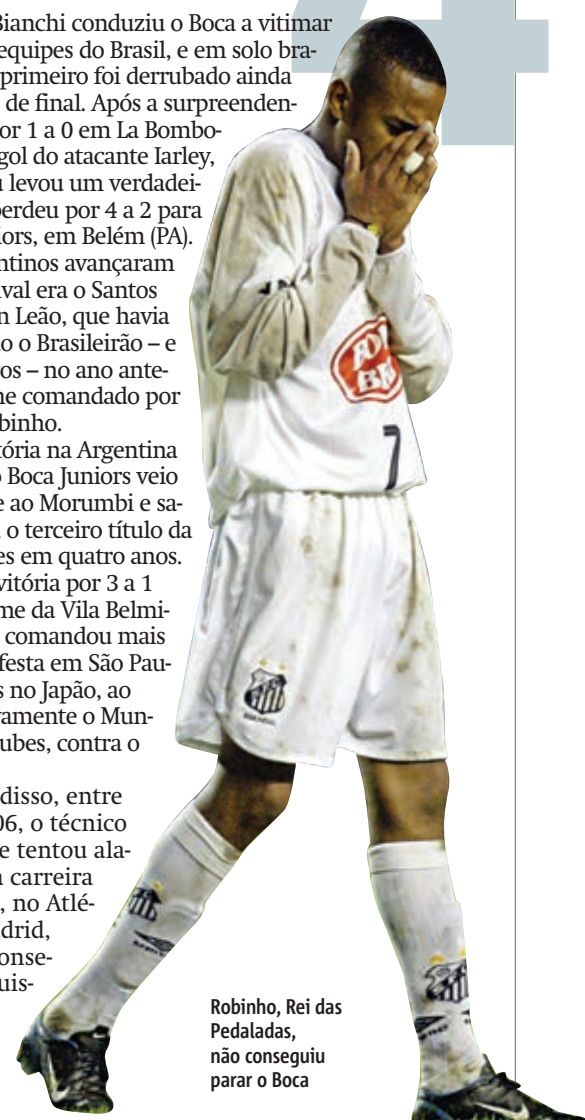 4
Bianchi conduziu o Boca a vitimar
equipes do Brasil, e em solo bra-
primeiro foi derrubado ainda
de final. Após a surpreenden-
or 1 a 0 em La Bombo-
gol do atacante Iarley,
u levou um verdadei-
perdeu por 4 a 2 para
iors, em Belém (PA).
ntinos avançaram
val era o Santos
n Leão, que havia
o o Brasileirão – e
os – no ano ante-
me comandado por
binho.
tória na Argentina
o Boca Juniors veio
e ao Morumbi e sa-
o terceiro título da
es em quatro anos.
vitória por 3 a 1
me da Vila Belmi-
comandou mais
festa em São Pau-
s no Japão, ao
vamente o Mun-
ubes, contra o
disso, entre
06, o técnico
e tentou ala-
a carreira
, no Atlé-
drid,
onse-
uis-
7
Robinho, Rei das
Pedaladas,
não conseguiu
parar o Boca